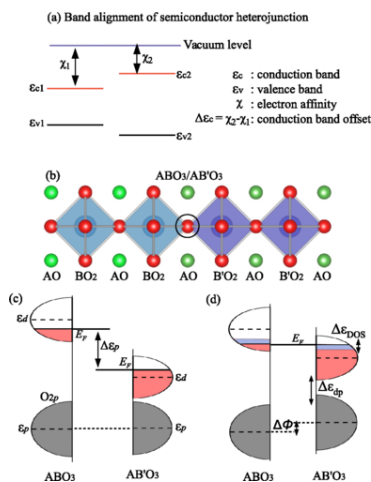 (a) Band alignment of semiconductor heterojunction
Vacuum level
χ1
χ2
εc1
εc2
εv1
εv2
εc : conduction band
εv : valence band
χ : electron affinity
Δεc = χ2-χ1: conduction band offset
(b)
ABO3/AB'O3
AO BO2 AO BO2 AO B'O2 AO B'O2 AO
(c)
εd
EF
Δεp
EF
εd
O2p
εp
εp
ABO3
AB'O3
(d)
EF
ΔεDOS
Δεdp
ΔΦ
ABO3
AB'O3